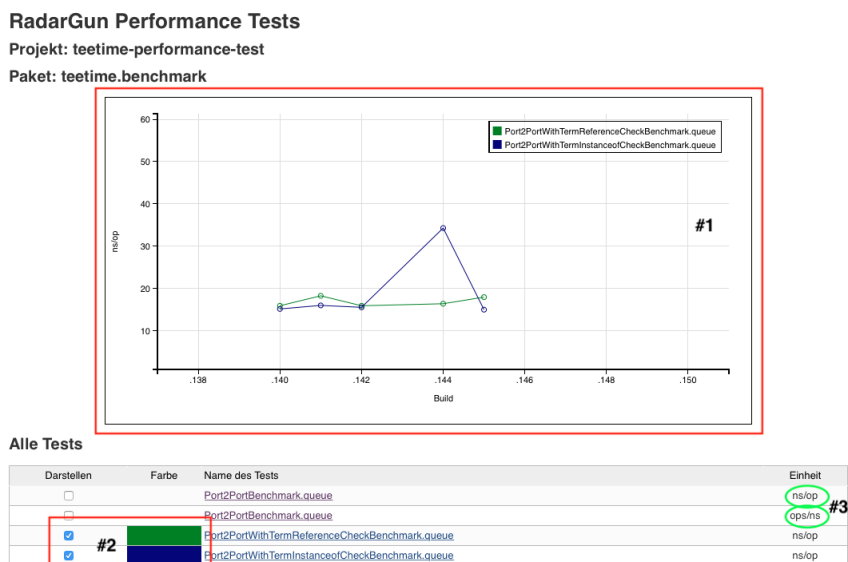 RadarGun Performance Tests
Projekt: teetime-performance-test
Paket: teetime.benchmark
60
50
40
30
20
10
ns/op
Port2PortWithTermReferenceCheckBenchmark.queue
Port2PortWithTermInstanceofCheckBenchmark.queue
#1
.138 .140 .142 .144 .146 .148 .150
Build
Alle Tests
Darstellen Farbe Name des Tests Einheit
Port2PortBenchmark.queue ns/op
#3
Port2PortBenchmark.queue ops/ns
Port2PortWithTermReferenceCheckBenchmark.queue ns/op
#2
Port2PortWithTermInstanceofCheckBenchmark.queue ns/op